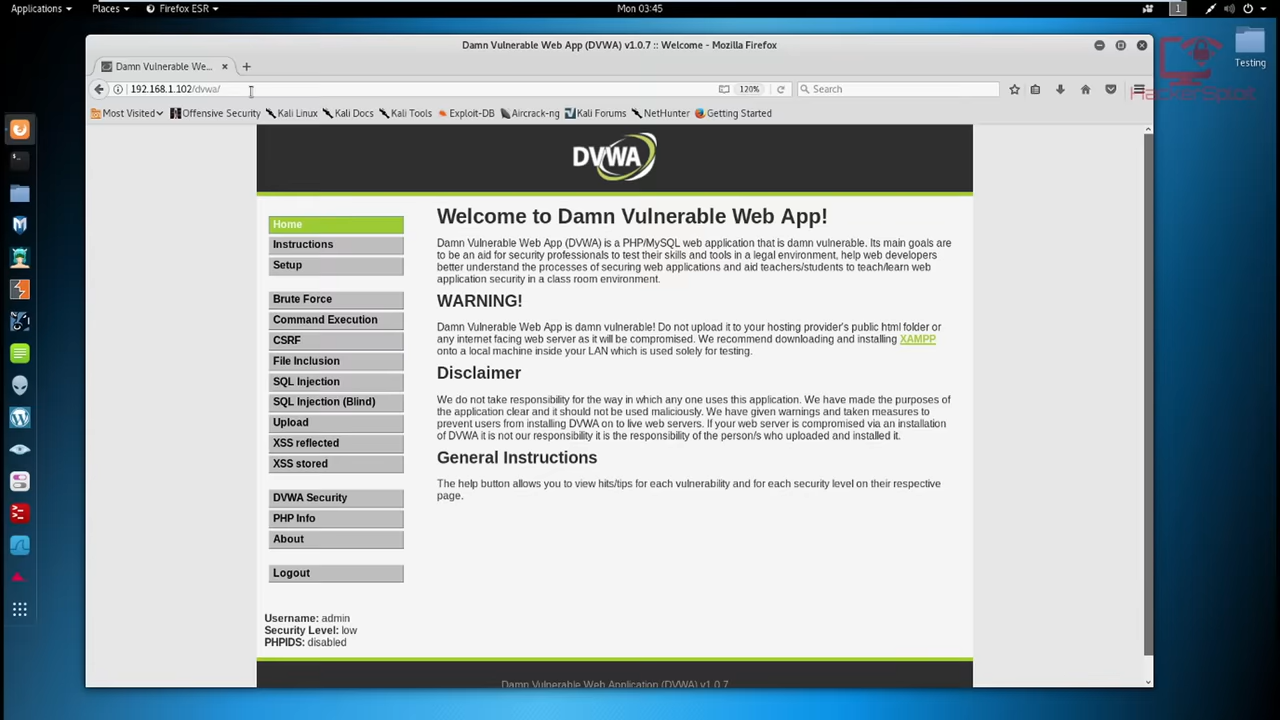 Applications Places Firefox ESR Mon 03:45 1
Damn Vulnerable Web App (DVWA) v1.0.7 :: Welcome - Mozilla Firefox
Damn Vulnerable We...
192.168.1.102/dvwa/ 120% Search
Most Visited Offensive Security Kali Linux Kali Docs Kali Tools Exploit-DB Aircrack-ng Kali Forums NetHunter Getting Started
Testing
HackerSploit
DVWA
Home
Instructions
Setup
Brute Force
Command Execution
CSRF
File Inclusion
SQL Injection
SQL Injection (Blind)
Upload
XSS reflected
XSS stored
DVWA Security
PHP Info
About
Logout
Username: admin
Security Level: low
PHPIDS: disabled
Welcome to Damn Vulnerable Web App!
Damn Vulnerable Web App (DVWA) is a PHP/MySQL web application that is damn vulnerable. Its main goals are
to be an aid for security professionals to test their skills and tools in a legal environment, help web developers
better understand the processes of securing web applications and aid teachers/students to teach/learn web
application security in a class room environment.
WARNING!
Damn Vulnerable Web App is damn vulnerable! Do not upload it to your hosting provider's public html folder or
any internet facing web server as it will be compromised. We recommend downloading and installing XAMPP
onto a local machine inside your LAN which is used solely for testing.
Disclaimer
We do not take responsibility for the way in which any one uses this application. We have made the purposes of
the application clear and it should not be used maliciously. We have given warnings and taken measures to
prevent users from installing DVWA on to live web servers. If your web server is compromised via an installation
of DVWA it is not our responsibility it is the responsibility of the person/s who uploaded and installed it.
General Instructions
The help button allows you to view hits/tips for each vulnerability and for each security level on their respective
page.
Damn Vulnerable Web Application (DVWA) v1.0.7